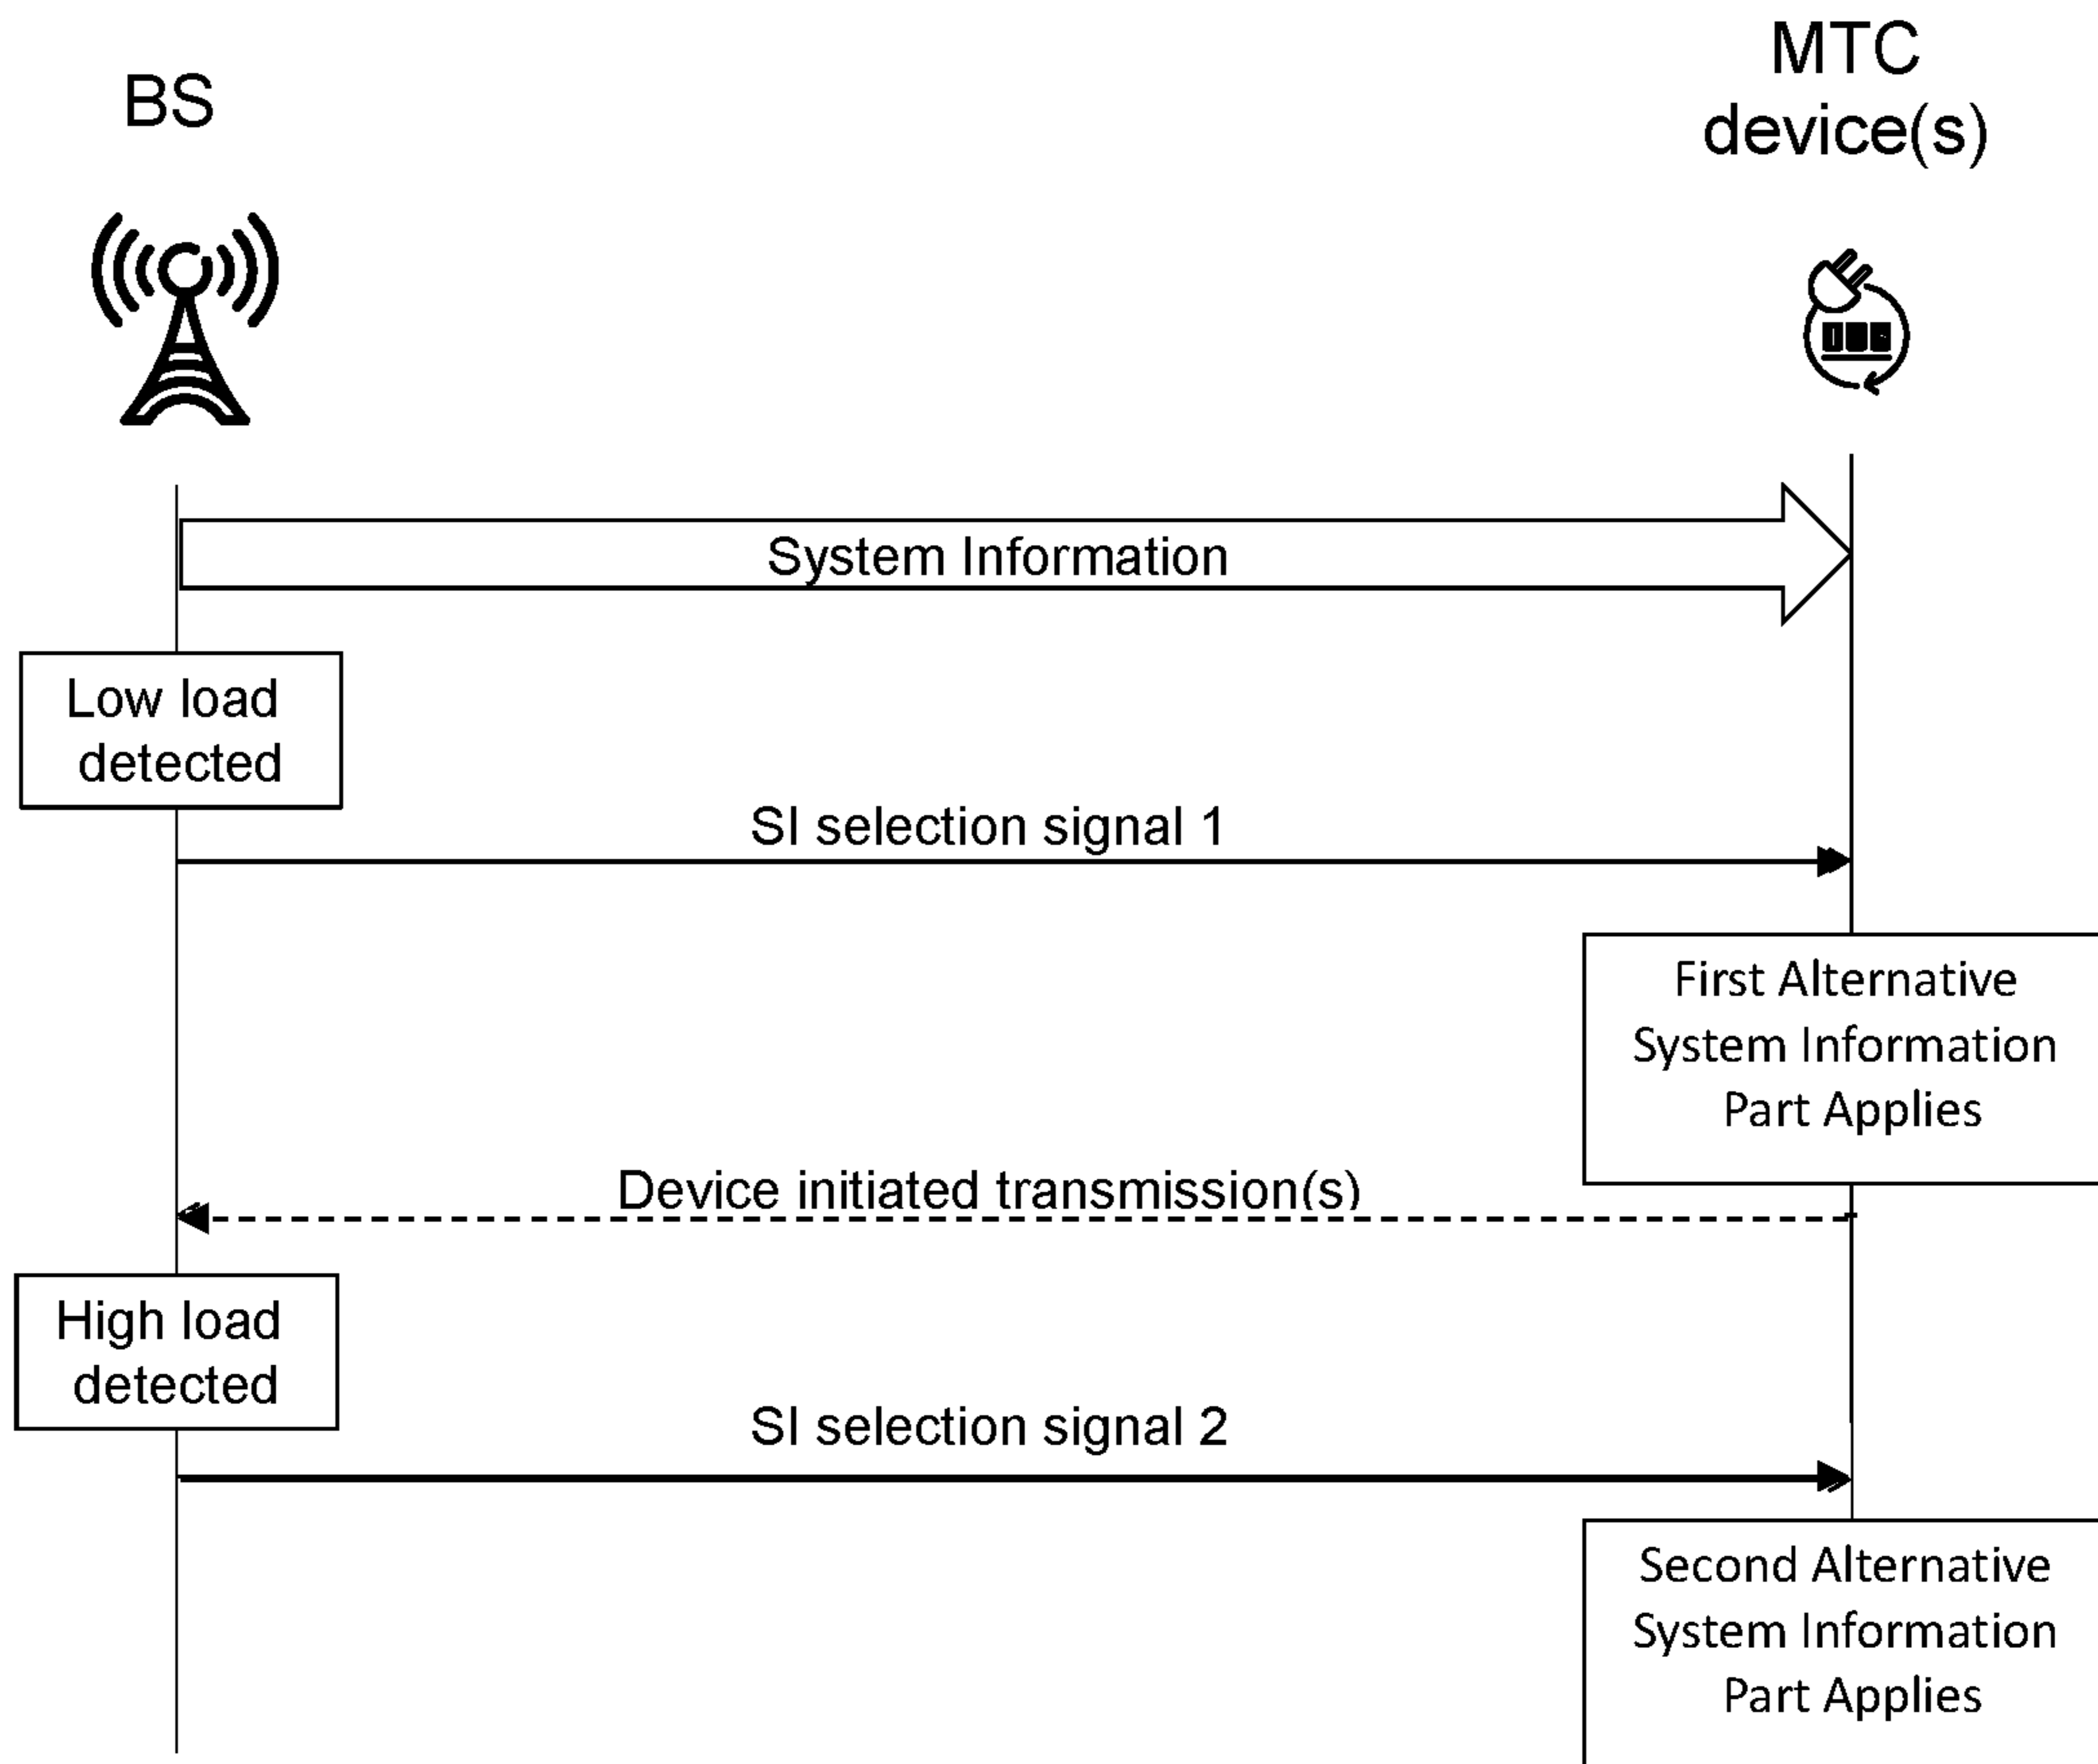 BS
MTC
device(s)
System Information
Low load
detected
SI selection signal 1
First Alternative
System Information
Part Applies
Device initiated transmission(s)
High load
detected
SI selection signal 2
Second Alternative
System Information
Part Applies